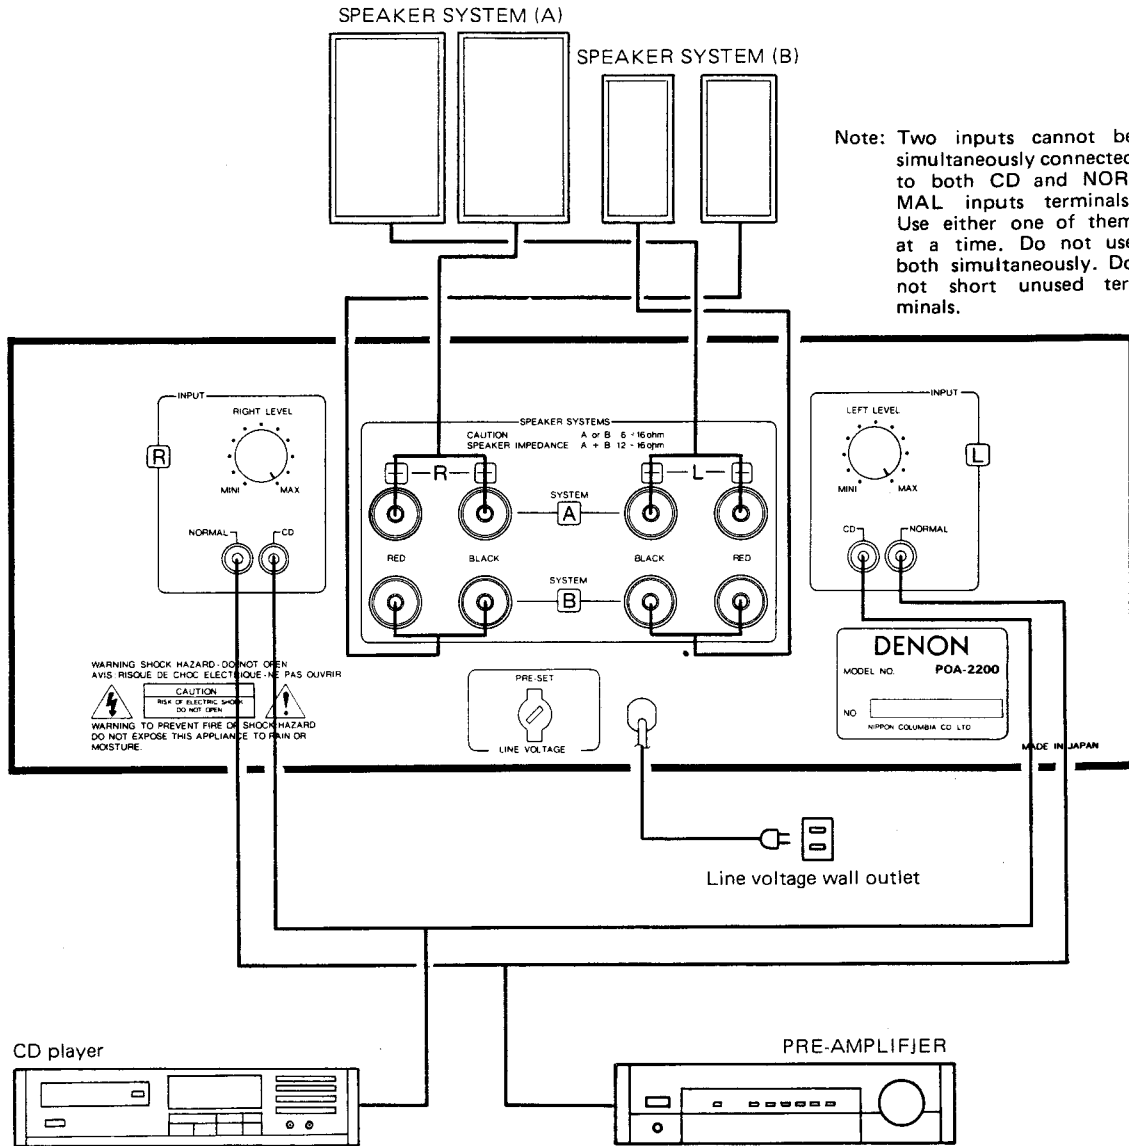 SPEAKER SYSTEM (A)
SPEAKER SYSTEM (B)
Note: Two inputs cannot be
simultaneously connected
to both CD and NOR
MAL inputs terminals
Use either one of them
at a time. Do not use
both simultaneously. Do
not short unused ter
minals.
INPUT
RIGHT LEVEL
R
MINI MAX
NORMAL CD
SPEAKER SYSTEMS
CAUTION A or B 6 - 16 ohm
SPEAKER IMPEDANCE A + B 12 - 16 ohm
+ R - - L +
SYSTEM
A
RED BLACK BLACK RED
SYSTEM
B
INPUT
LEFT LEVEL
L
MINI MAX
CD NORMAL
DENON
MODEL NO. POA-2200
NO
NIPPON COLUMBIA CO LTD
MADE IN JAPAN
WARNING SHOCK HAZARD - DO NOT OPEN
AVIS RISQUE DE CHOC ELECTRIQUE - NE PAS OUVRIR
CAUTION
RISK OF ELECTRIC SHOCK
DO NOT OPEN
WARNING TO PREVENT FIRE OR SHOCK HAZARD
DO NOT EXPOSE THIS APPLIANCE TO RAIN OR
MOISTURE.
PRE-SET
LINE VOLTAGE
Line voltage wall outlet
CD player
PRE-AMPLIFIER